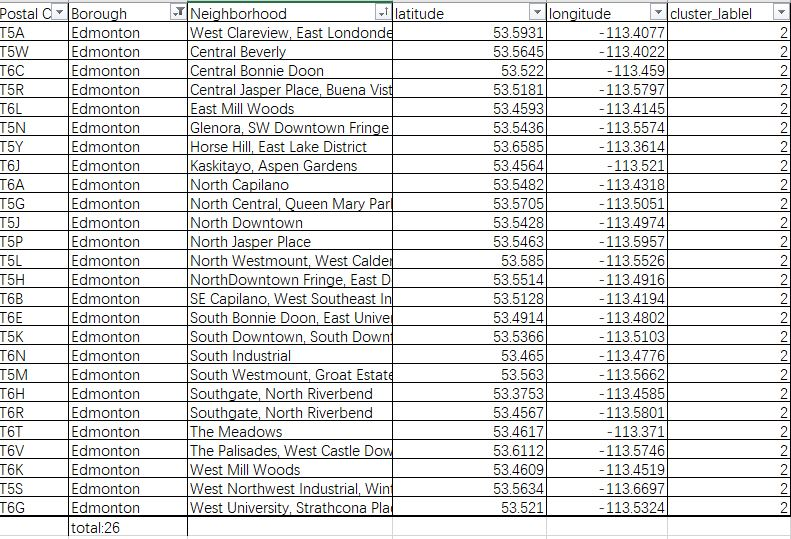 Postal C Borough Neighborhood latitude longitude cluster_lablel
T5A Edmonton West Clareview, East Londonde 53.5931 -113.4077 2
T5W Edmonton Central Beverly 53.5645 -113.4022 2
T6C Edmonton Central Bonnie Doon 53.522 -113.459 2
T5R Edmonton Central Jasper Place, Buena Vist 53.5181 -113.5797 2
T6L Edmonton East Mill Woods 53.4593 -113.4145 2
T5N Edmonton Glenora, SW Downtown Fringe 53.5436 -113.5574 2
T5Y Edmonton Horse Hill, East Lake District 53.6585 -113.3614 2
T6J Edmonton Kaskitayo, Aspen Gardens 53.4564 -113.521 2
T6A Edmonton North Capilano 53.5482 -113.4318 2
T5G Edmonton North Central, Queen Mary Parl 53.5705 -113.5051 2
T5J Edmonton North Downtown 53.5428 -113.4974 2
T5P Edmonton North Jasper Place 53.5463 -113.5957 2
T5L Edmonton North Westmount, West Calder 53.585 -113.5526 2
T5H Edmonton NorthDowntown Fringe, East D 53.5514 -113.4916 2
T6B Edmonton SE Capilano, West Southeast In 53.5128 -113.4194 2
T6E Edmonton South Bonnie Doon, East Univer 53.4914 -113.4802 2
T5K Edmonton South Downtown, South Downt 53.5366 -113.5103 2
T6N Edmonton South Industrial 53.465 -113.4776 2
T5M Edmonton South Westmount, Groat Estate 53.563 -113.5662 2
T6H Edmonton Southgate, North Riverbend 53.3753 -113.4585 2
T6R Edmonton Southgate, North Riverbend 53.4567 -113.5801 2
T6T Edmonton The Meadows 53.4617 -113.371 2
T6V Edmonton The Palisades, West Castle Dow 53.6112 -113.5746 2
T6K Edmonton West Mill Woods 53.4609 -113.4519 2
T5S Edmonton West Northwest Industrial, Wint 53.5634 -113.6697 2
T6G Edmonton West University, Strathcona Pla 53.521 -113.5324 2
total:26